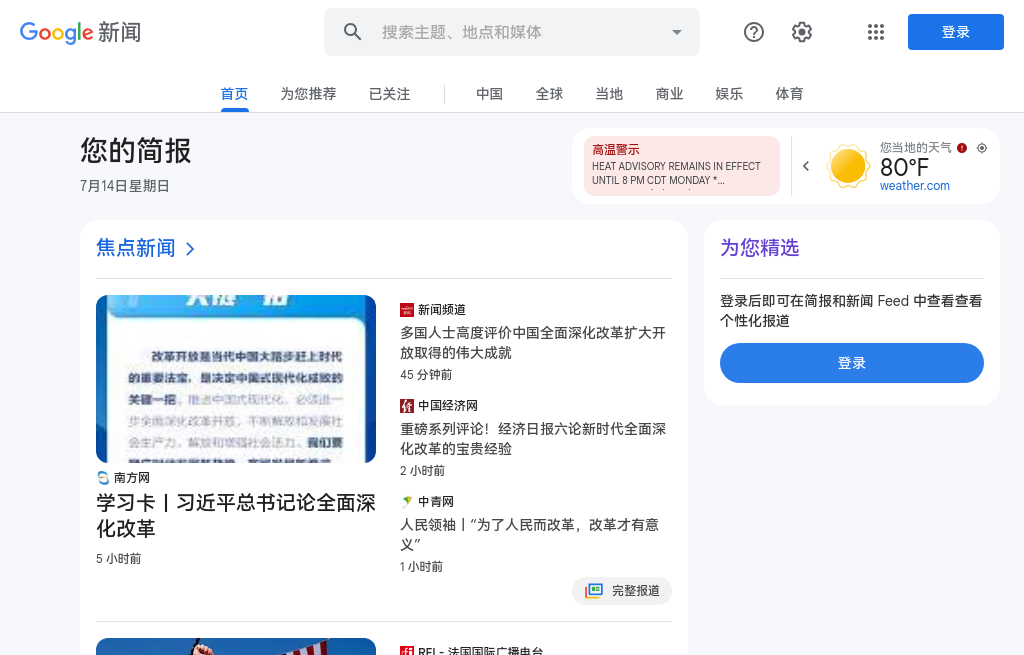 Google 新闻
搜索主题、地点和媒体
登录
首页
为您推荐
已关注
中国
全球
当地
商业
娱乐
体育
您的简报
7月14日星期日
高温警示
HEAT ADVISORY REMAINS IN EFFECT
UNTIL 8 PM CDT MONDAY *...
您当地的天气
80°F
weather.com
焦点新闻
改革开放是当代中国大踏步赶上时代
的重要法宝，是决定中国式现代化成败的
关键一招。推进中国式现代化，必须进一
步全面深化改革开放，不断解放和发展社
会生产力、解放和增强社会活力。我们要
南方网
学习卡丨习近平总书记论全面深
化改革
5 小时前
新闻频道
多国人士高度评价中国全面深化改革扩大开
放取得的伟大成就
45 分钟前
中国经济网
重磅系列评论！经济日报六论新时代全面深
化改革的宝贵经验
2 小时前
中青网
人民领袖丨“为了人民而改革，改革才有意
义”
1 小时前
完整报道
RFI - 法国国际广播电台
为您精选
登录后即可在简报和新闻 Feed 中查看查看
个性化报道
登录